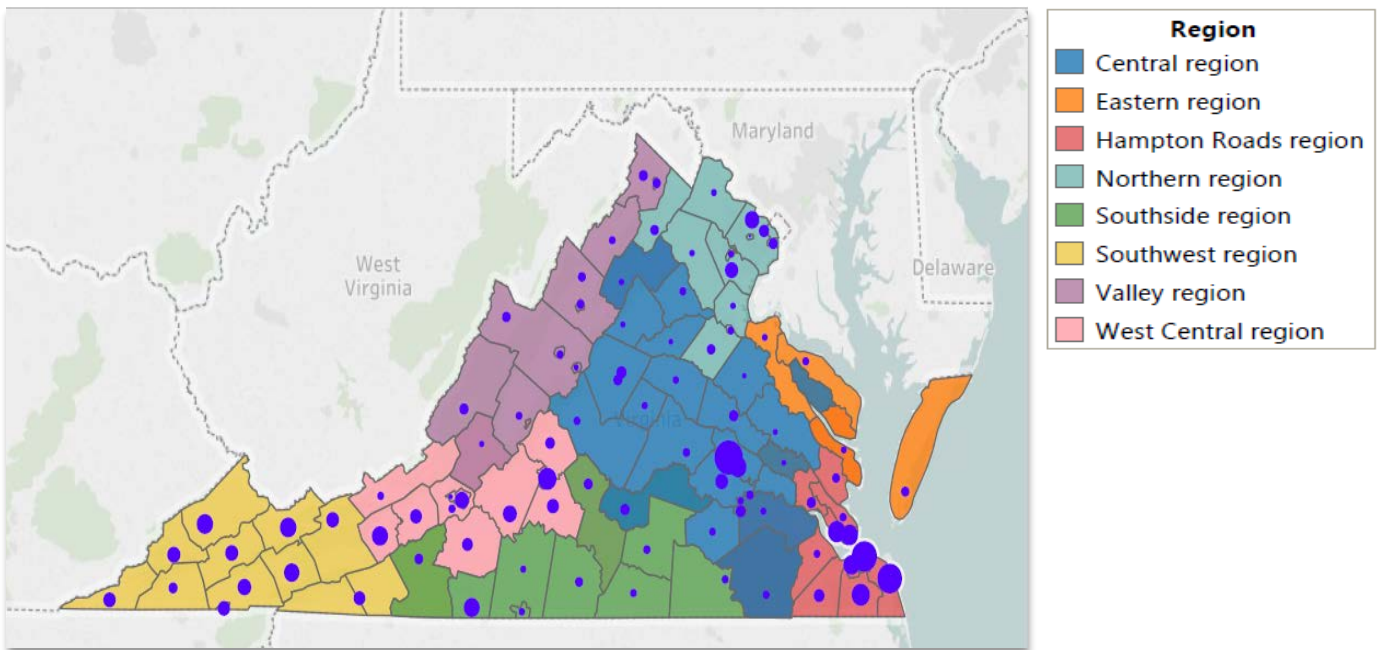 Maryland
West
Virginia
Delaware
Virginia
Region
Central region
Eastern region
Hampton Roads region
Northern region
Southside region
Southwest region
Valley region
West Central region